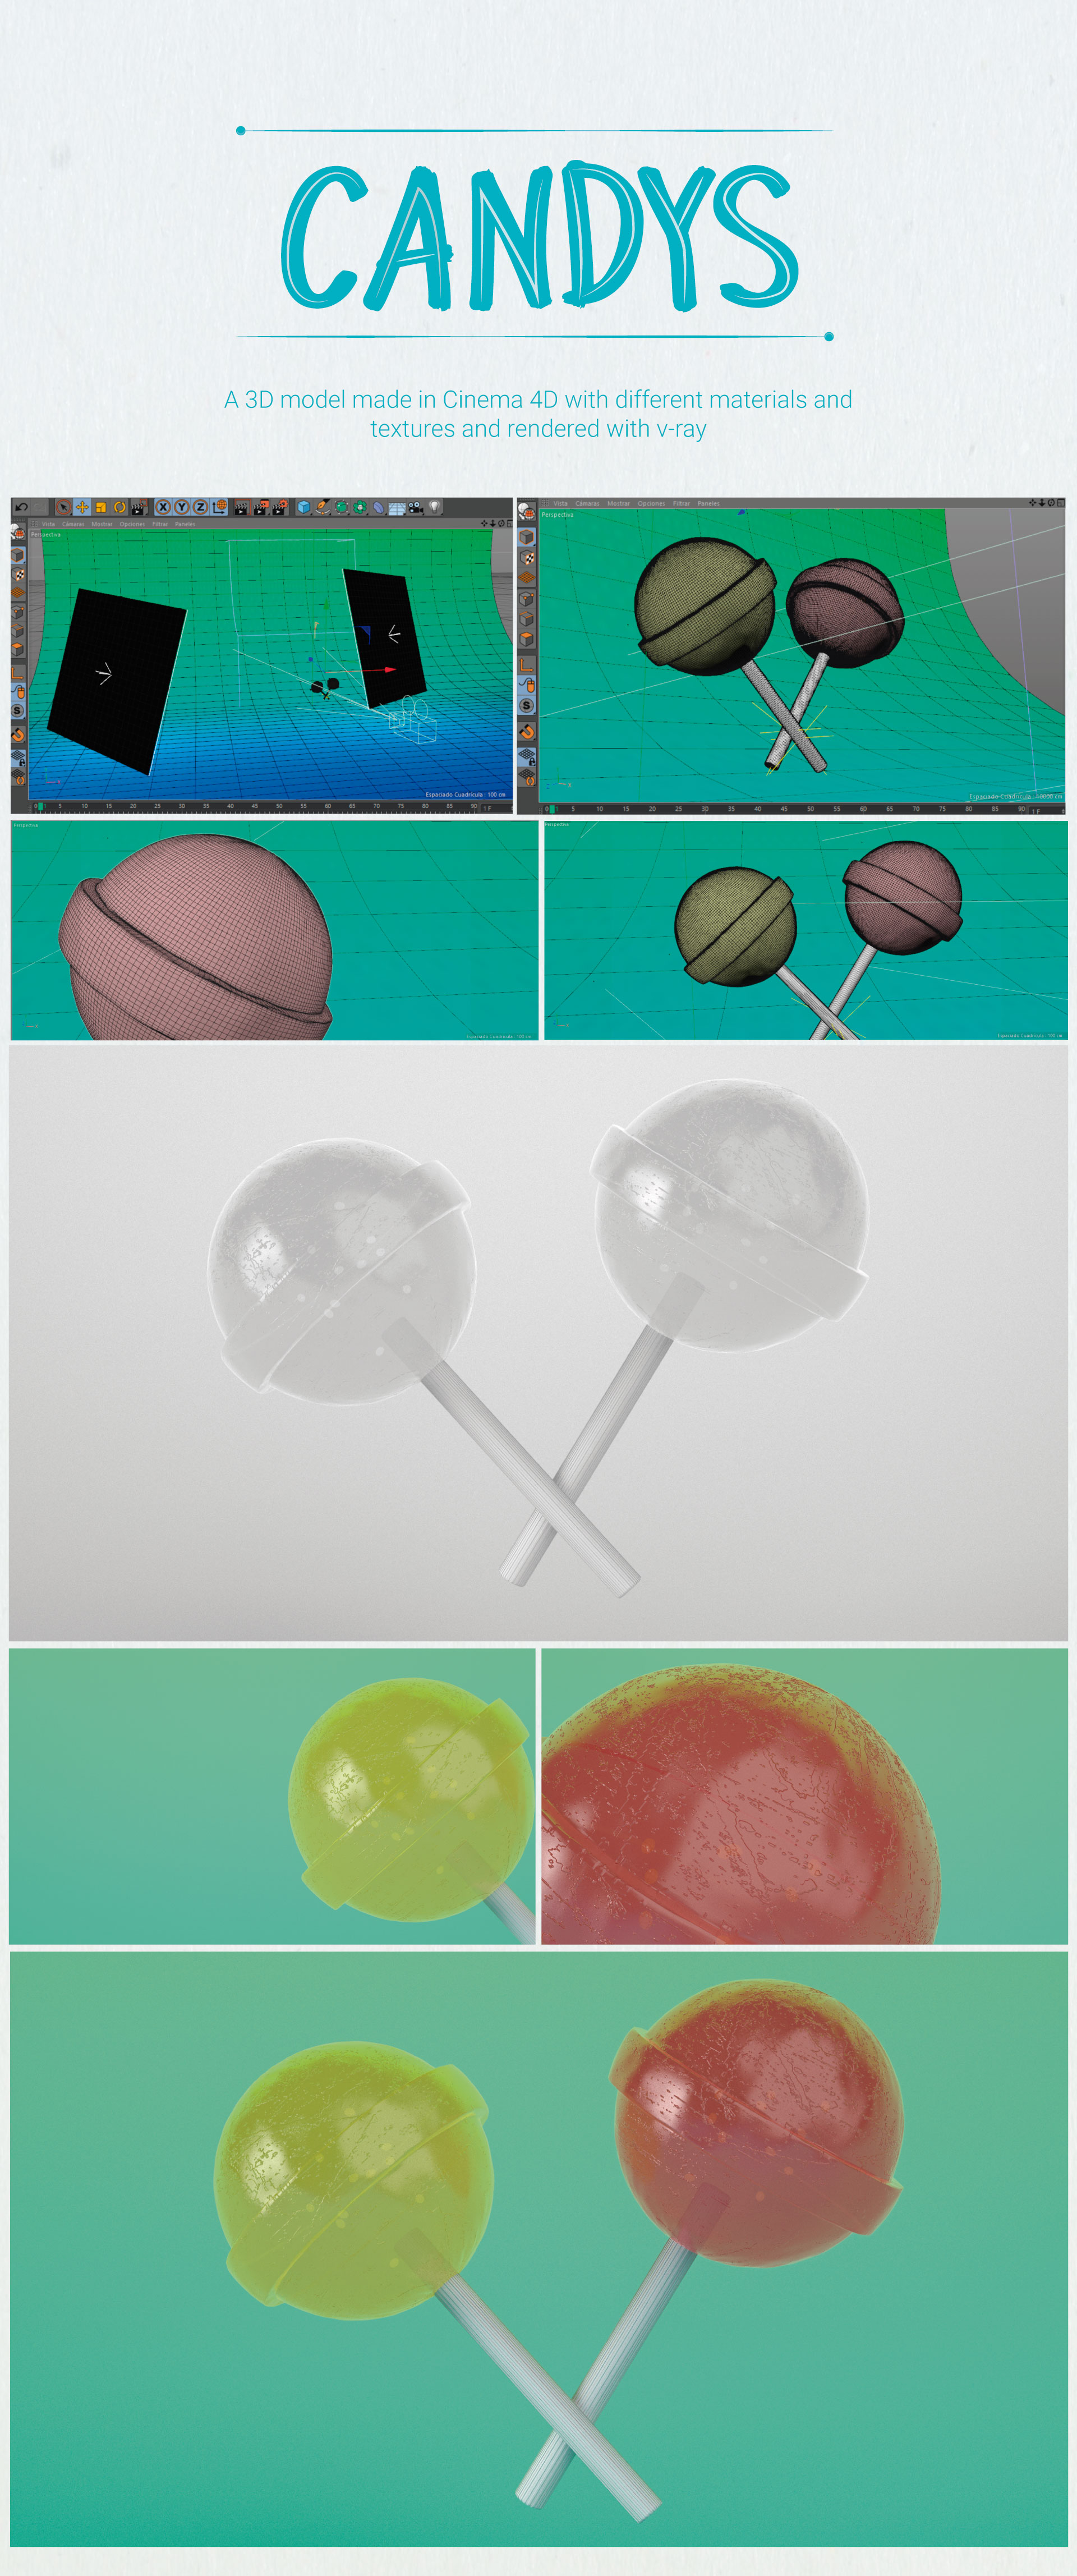 CANDYS
A 3D model made in Cinema 4D with different materials and
textures and rendered with v-ray
Vista Cámaras Mostrar Opciones Filtrar Paneles
Perspectiva
Espaciado Cuadrícula : 100 cm
0 1 5 10 15 20 25 30 35 40 45 50 55 60 65 70 75 80 85 90 1 F
Vista Cámaras Mostrar Opciones Filtrar Paneles
Perspectiva
Espaciado Cuadrícula : 10000 cm
0 1 5 10 15 20 25 30 35 40 45 50 55 60 65 70 75 80 85 90 1 F
Perspectiva
Espaciado Cuadrícula : 100 cm
Perspectiva
Espaciado Cuadrícula : 100 cm